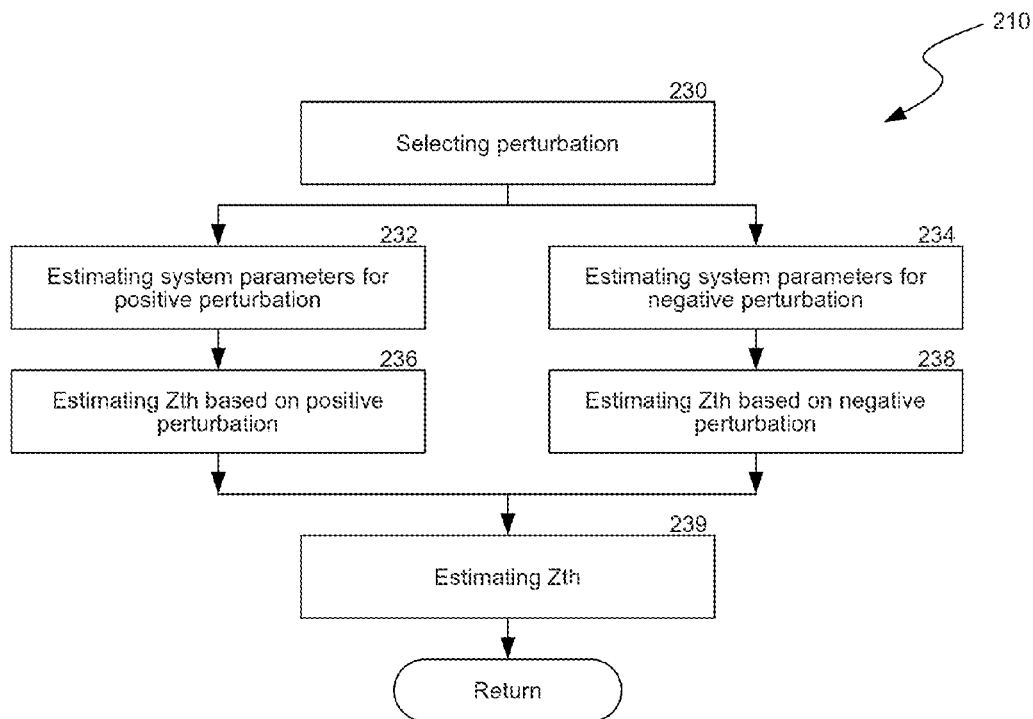 210
230
Selecting perturbation
232
Estimating system parameters for
positive perturbation
234
Estimating system parameters for
negative perturbation
236
Estimating Zth based on positive
perturbation
238
Estimating Zth based on negative
perturbation
239
Estimating Zth
Return